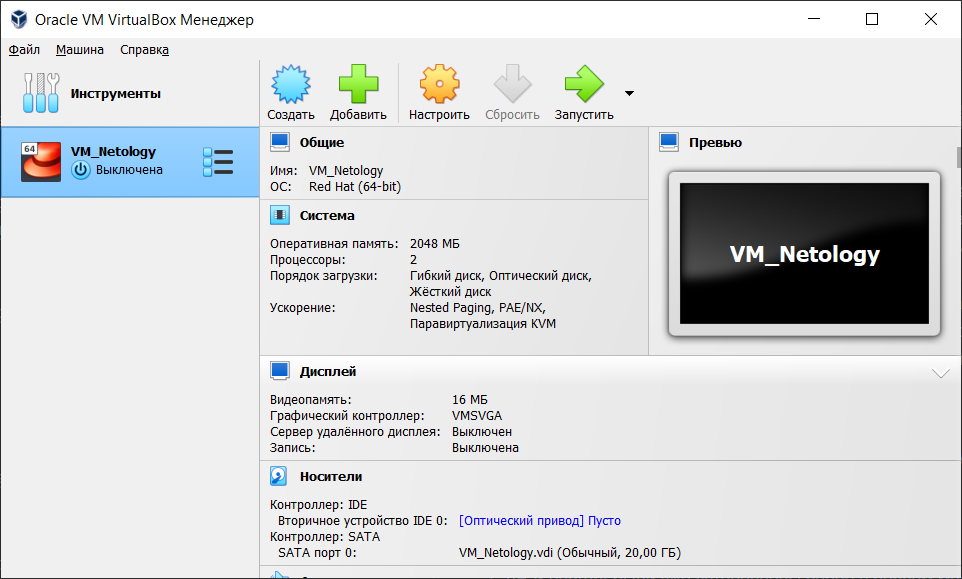 Oracle VM VirtualBox Менеджер
Файл Машина Справка
Инструменты
Создать Добавить Настроить Сбросить Запустить
64
VM_Netology
Выключена
Общие
Имя: VM_Netology
ОС: Red Hat (64-bit)
Превью
VM_Netology
Система
Оперативная память: 2048 МБ
Процессоры: 2
Порядок загрузки: Гибкий диск, Оптический диск,
Жёсткий диск
Ускорение: Nested Paging, PAE/NX,
Паравиртуализация KVM
Дисплей
Видеопамять: 16 МБ
Графический контроллер: VMSVGA
Сервер удалённого дисплея: Выключен
Запись: Выключена
Носители
Контроллер: IDE
Вторичное устройство IDE 0: [Оптический привод] Пусто
Контроллер: SATA
SATA порт 0: VM_Netology.vdi (Обычный, 20,00 ГБ)